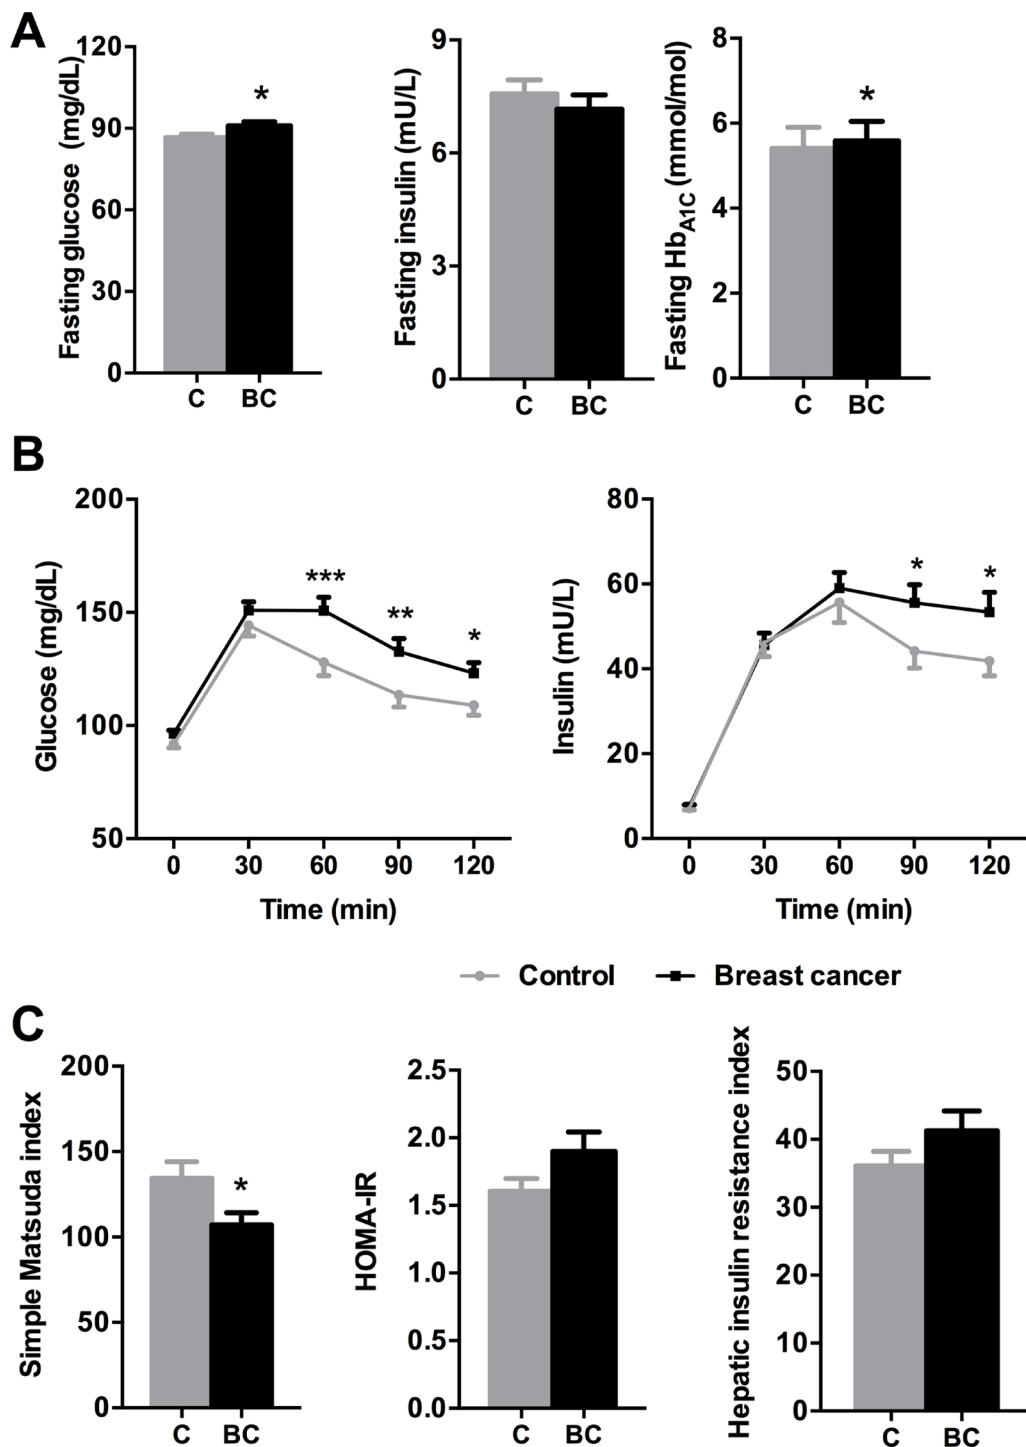 A
Fasting glucose (mg/dL)
120
90
60
30
0
*
C BC
Fasting insulin (mU/L)
9
6
3
0
C BC
Fasting HbA1C (mmol/mol)
8
6
4
2
0
*
C BC
B
Glucose (mg/dL)
200
150
100
50
***
**
*
0 30 60 90 120
Time (min)
Insulin (mU/L)
80
60
40
20
0
*
*
0 30 60 90 120
Time (min)
Control Breast cancer
C
Simple Matsuda index
200
150
100
50
0
*
C BC
HOMA-IR
2.5
2.0
1.5
1.0
0.5
0.0
C BC
Hepatic insulin resistance index
50
40
30
20
10
0
C BC